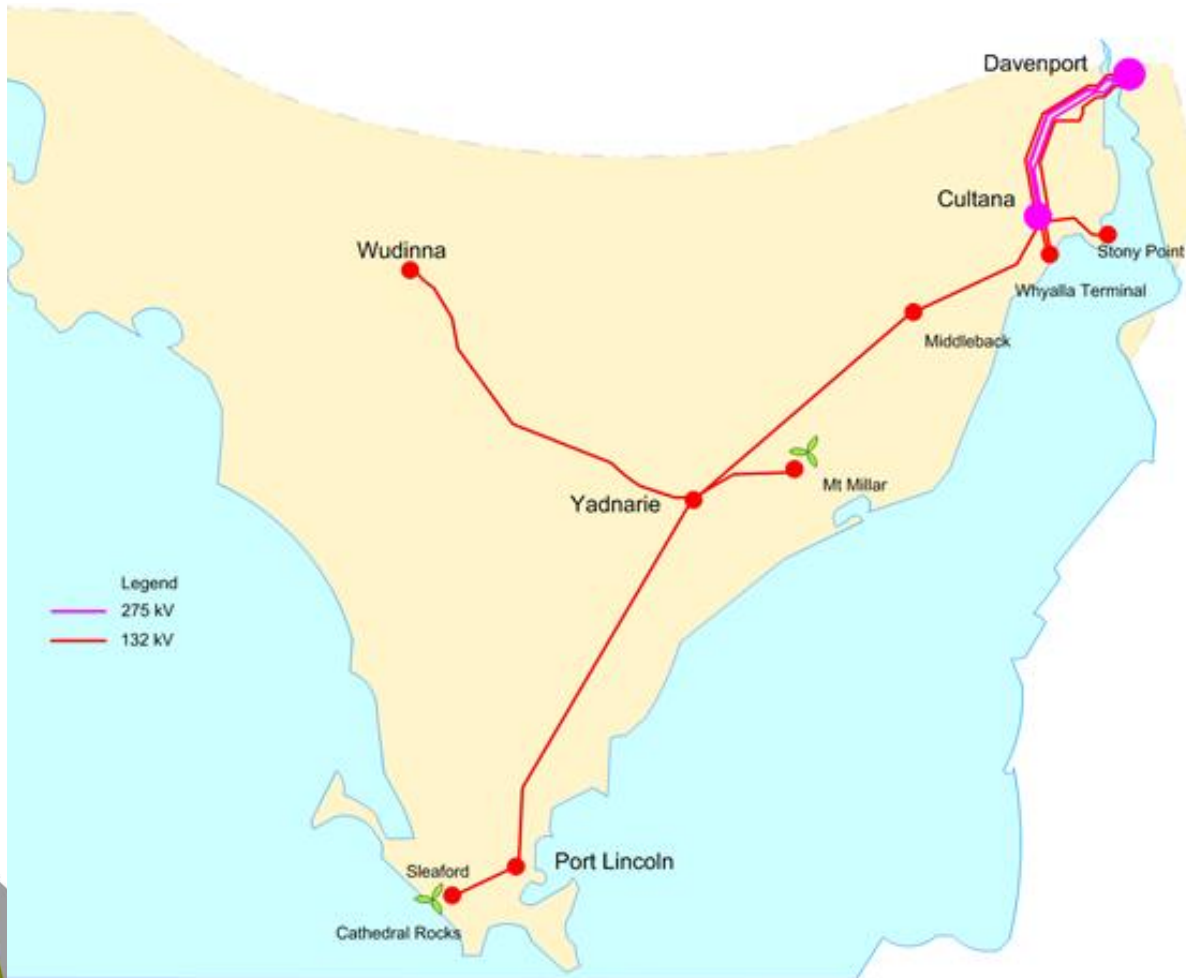 Davenport
Cultana
Stony Point
Wudinna
Whyalla Terminal
Middleback
Mt Millar
Yadnarie
Legend
275 kV
132 kV
Port Lincoln
Sleaford
Cathedral Rocks